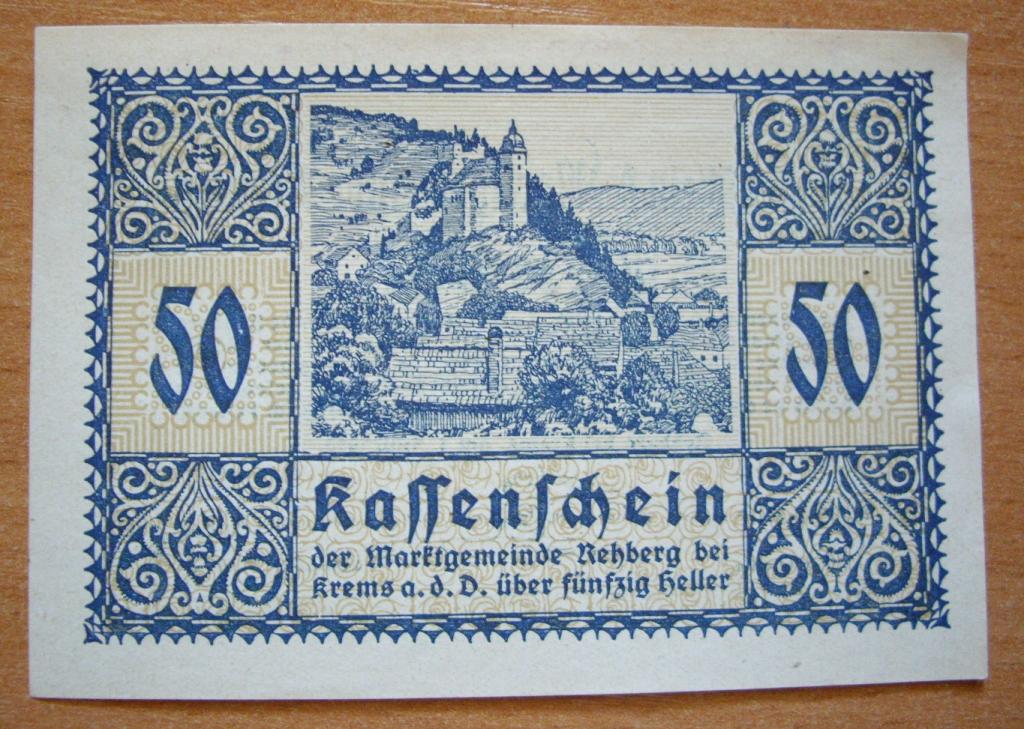 50
50
Kaſſenſchein
der Marktgemeinde Rehberg bei
Krems a. d. D. über fünfzig Heller